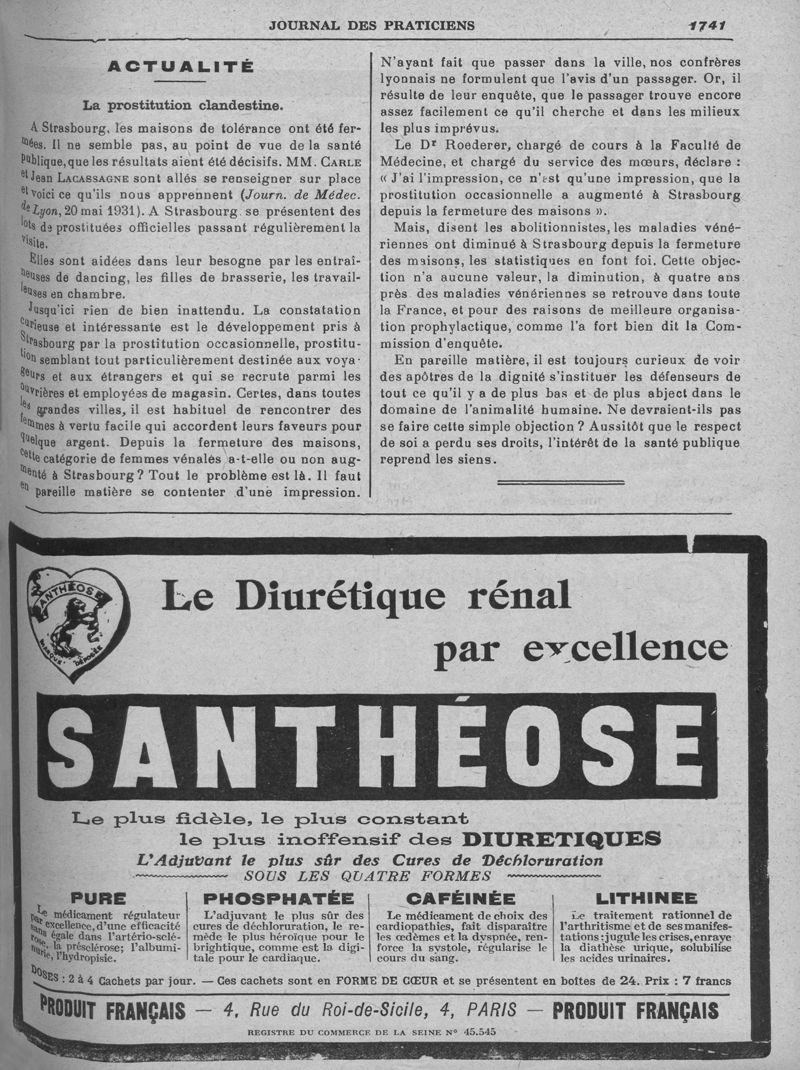 JOURNAL DES PRATICIENS 1741
ACTUALITÉ
La prostitution clandestine.
A Strasbourg, les maisons de tolérance ont été fer-
mées. Il ne semble pas, au point de vue de la santé
publique, que les résultats aient été décisifs. MM. CARLE
et Jean LACASSAGNE sont allés se renseigner sur place
et voici ce qu'ils nous apprennent (Journ. de Médec.
de Lyon, 20 mai 1931). A Strasbourg se présentent des
lots de prostituées officielles passant régulièrement la
visite.
Elles sont aidées dans leur besogne par les entraî-
neuses de dancing, les filles de brasserie, les travail-
leuses en chambre.
Jusqu'ici rien de bien inattendu. La constatation
curieuse et intéressante est le développement pris à
Strasbourg par la prostitution occasionnelle, prostitu-
tion semblant tout particulièrement destinée aux voya-
geurs et aux étrangers et qui se recrute parmi les
ouvrières et employées de magasin. Certes, dans toutes
les grandes villes, il est habituel de rencontrer des
femmes à vertu facile qui accordent leurs faveurs pour
quelque argent. Depuis la fermeture des maisons,
cette catégorie de femmes vénales a-t-elle ou non aug-
menté à Strasbourg ? Tout le problème est là. Il faut
en pareille matière se contenter d'une impression.
N'ayant fait que passer dans la ville, nos confrères
lyonnais ne formulent que l'avis d'un passager. Or, il
résulte de leur enquête, que le passager trouve encore
assez facilement ce qu'il cherche et dans les milieux
les plus imprévus.
Le Dr Roederer, chargé de cours à la Faculté de
Médecine, et chargé du service des mœurs, déclare :
« J'ai l'impression, ce n'est qu'une impression, que la
prostitution occasionnelle a augmenté à Strasbourg
depuis la fermeture des maisons ».
Mais, disent les abolitionnistes, les maladies véné-
riennes ont diminué à Strasbourg depuis la fermeture
des maisons, les statistiques en font foi. Cette objec-
tion n'a aucune valeur, la diminution, à quatre ans
près des maladies vénériennes se retrouve dans toute
la France, et pour des raisons de meilleure organisa-
tion prophylactique, comme l'a fort bien dit la Com-
mission d'enquête.
En pareille matière, il est toujours curieux de voir
des apôtres de la dignité s'instituer les défenseurs de
tout ce qu'il y a de plus bas et de plus abject dans le
domaine de l'animalité humaine. Ne devraient-ils pas
se faire cette simple objection ? Aussitôt que le respect
de soi a perdu ses droits, l'intérêt de la santé publique
reprend les siens.
SANTHÉOSE
MARQUE DÉPOSÉE
Le Diurétique rénal
par excellence
SANTHÉOSE
Le plus fidèle, le plus constant
le plus inoffensif des DIURETIQUES
L'Adjuvant le plus sûr des Cures de Déchloruration
SOUS LES QUATRE FORMES
PURE
Le médicament régulateur
par excellence, d'une efficacité
sans égale dans l'artério-sclé-
rose, la présclérose; l'albumi-
nurie, l'hydropisie.
PHOSPHATÉE
L'adjuvant le plus sûr des
cures de déchloruration, le re-
mède le plus héroïque pour le
brightique, comme est la digi-
tale pour le cardiaque.
CAFÉINÉE
Le médicament de choix des
cardiopathies, fait disparaître
les œdèmes et la dyspnée, ren-
force la systole, régularise le
cours du sang.
LITHINEE
Le traitement rationnel de
l'arthritisme et de ses manifes-
tations: jugule les crises, enraye
la diathèse urique, solubilise
les acides urinaires.
DOSES : 2 à 4 Cachets par jour. — Ces cachets sont en FORME DE CŒUR et se présentent en boîtes de 24. Prix : 7 francs
PRODUIT FRANÇAIS — 4, Rue du Roi-de-Sicile, 4, PARIS — PRODUIT FRANÇAIS
REGISTRE DU COMMERCE DE LA SEINE N° 45.545